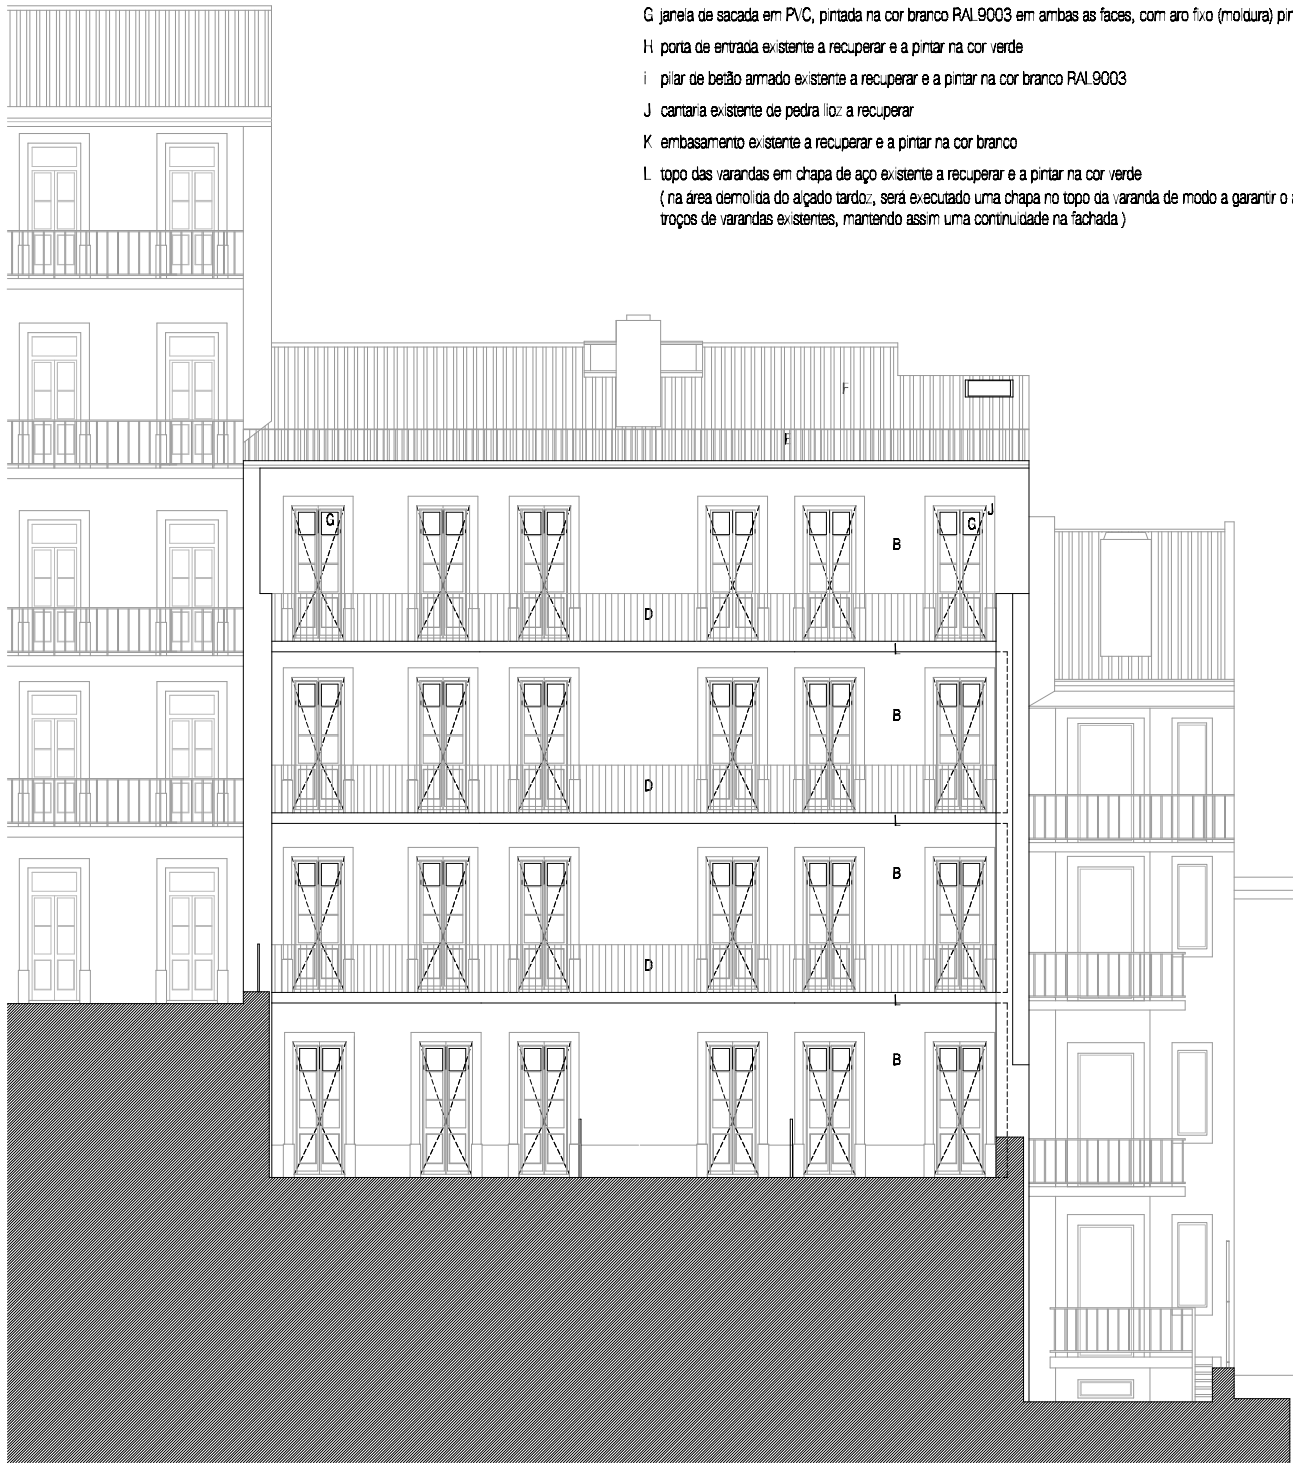 G janela de sacada em PVC, pintada na cor branco RAL9003 em ambas as faces, com aro fixo (moldura)
H porta de entrada existente a recuperar e a pintar na cor verde
i pilar de betão armado existente a recuperar e a pintar na cor branco RAL9003
J cantaria existente de pedra lioz a recuperar
K embasamento existente a recuperar e a pintar na cor branco
L topo das varandas em chapa de aço existente a recuperar e a pintar na cor verde
( na área demolida do alçado tardoz, será executado uma chapa no topo da varanda de modo a garantir o
troços de varandas existentes, mantendo assim uma continuidade na fachada )
F
E
G J
G
B
D
L
B
D
L
B
D
L
B